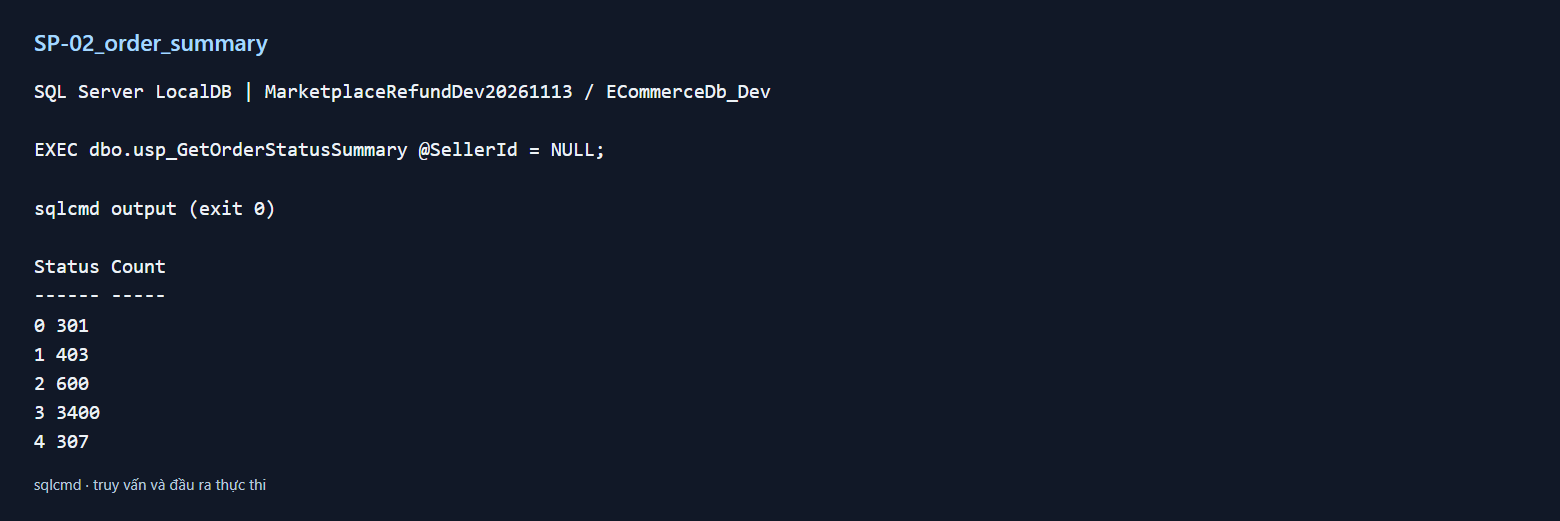 SP-02_order_summary
SQL Server LocalDB | MarketplaceRefundDev20261113 / ECommerceDb_Dev
EXEC dbo.usp_GetOrderStatusSummary @SellerId = NULL;
sqlcmd output (exit 0)
Status Count
------ -----
0 301
1 403
2 600
3 3400
4 307
sqlcmd · truy vấn và đầu ra thực thi